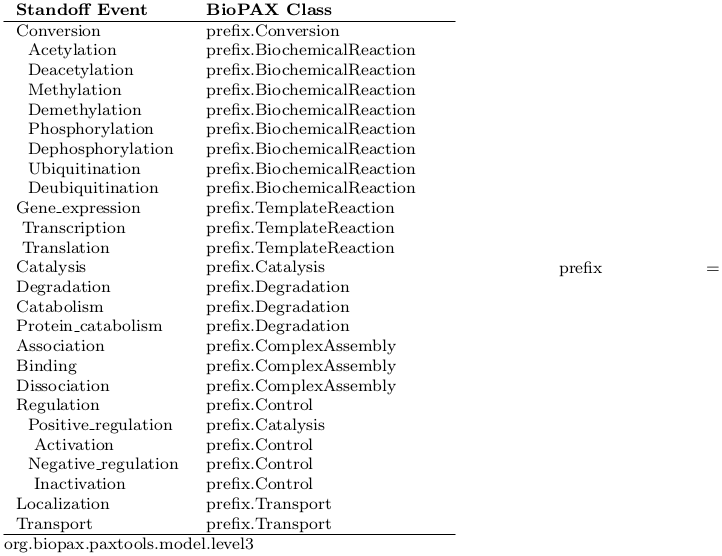 Standoff Event BioPAX Class
Conversion prefix.Conversion
Acetylation prefix.BiochemicalReaction
Deacetylation prefix.BiochemicalReaction
Methylation prefix.BiochemicalReaction
Demethylation prefix.BiochemicalReaction
Phosphorylation prefix.BiochemicalReaction
Dephosphorylation prefix.BiochemicalReaction
Ubiquitination prefix.BiochemicalReaction
Deubiquitination prefix.BiochemicalReaction
Gene_expression prefix.TemplateReaction
Transcription prefix.TemplateReaction
Translation prefix.TemplateReaction
Catalysis prefix.Catalysis prefix =
Degradation prefix.Degradation
Catabolism prefix.Degradation
Protein_catabolism prefix.Degradation
Association prefix.ComplexAssembly
Binding prefix.ComplexAssembly
Dissociation prefix.ComplexAssembly
Regulation prefix.Control
Positive_regulation prefix.Catalysis
Activation prefix.Control
Negative_regulation prefix.Control
Inactivation prefix.Control
Localization prefix.Transport
Transport prefix.Transport
org.biopax.paxtools.model.level3